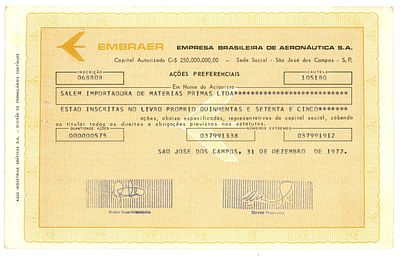 EMBRAER EMPRESA BRASILEIRA DE AERONÁUTICA S.A.
Capital Autorizado Cr$ 250.000.000,00 - Sede Social - São José dos Campos - S.P.
INSCRIÇÃO CAUTELA
068808 AÇÕES PREFERENCIAIS 105180
Em Nome do Acionista
SALEM IMPORTADORA DE MATERIAS PRIMAS LTDA
ESTAO INSCRITAS NO LIVRO PROPRIO QUINHENTAS E SETENTA E CINCO
ações, abaixo especificadas, representativas do capital social, cabendo
ao titular todos os direitos e obrigações previstos nos estatutos.
QUANTIDADE AÇÕES NÚMEROS EXTREMOS
000000575 037991338 037991912
SAO JOSE DOS CAMPOS, 31 DE DEZEMBRO DE 1972.
Diretor Superintendente Diretor Financeiro